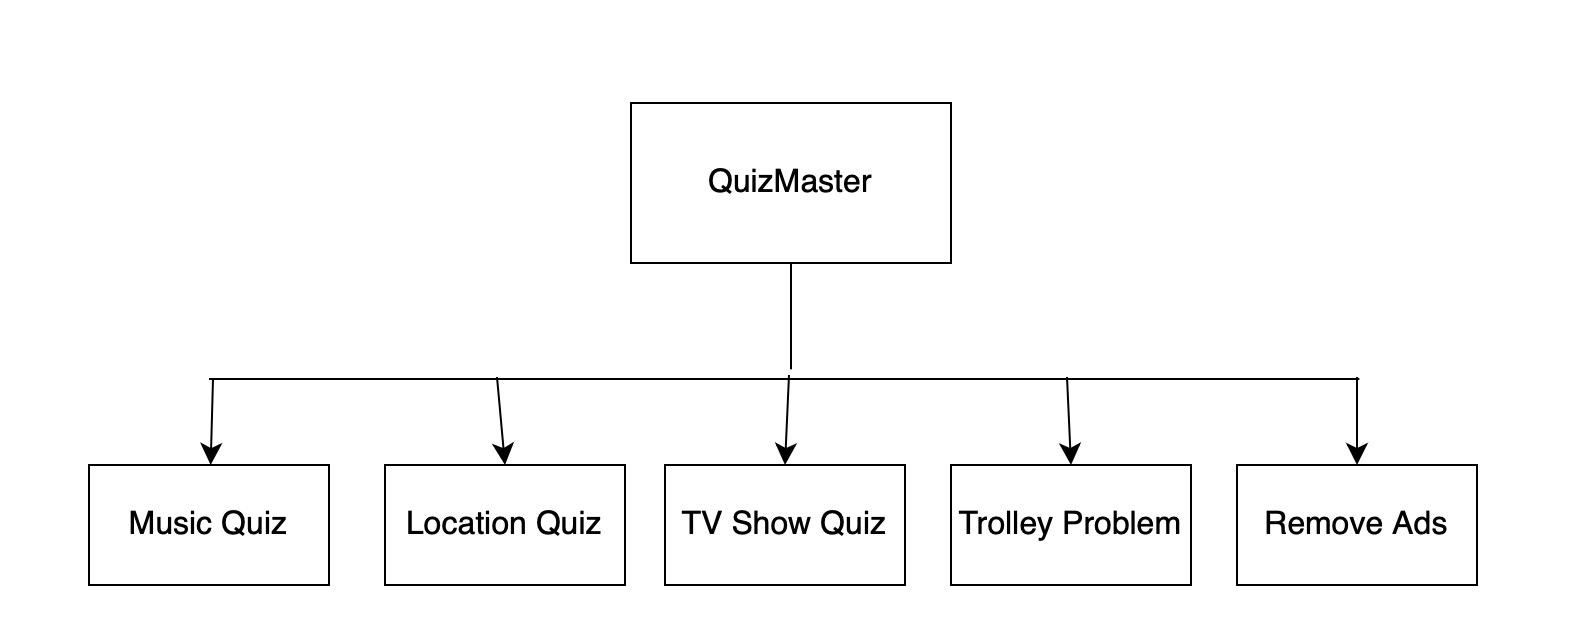 QuizMaster
Music Quiz
Location Quiz
TV Show Quiz
Trolley Problem
Remove Ads